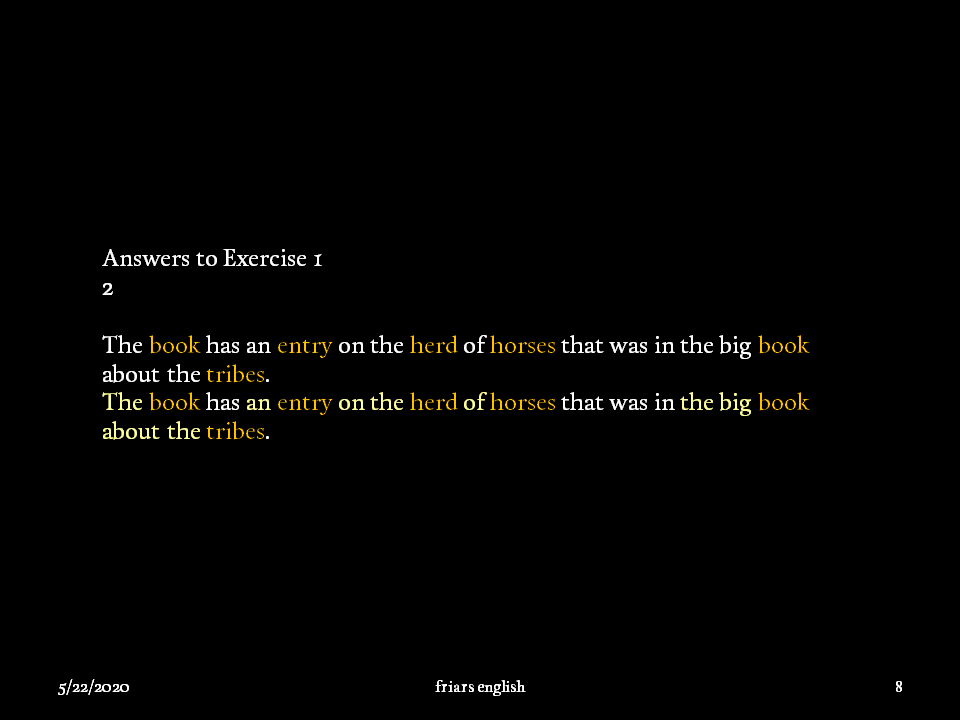 Answers to Exercise 1
2
The book has an entry on the herd of horses that was in the big book
about the tribes.
The book has an entry on the herd of horses that was in the big book
about the tribes.
5/22/2020 friars english 8